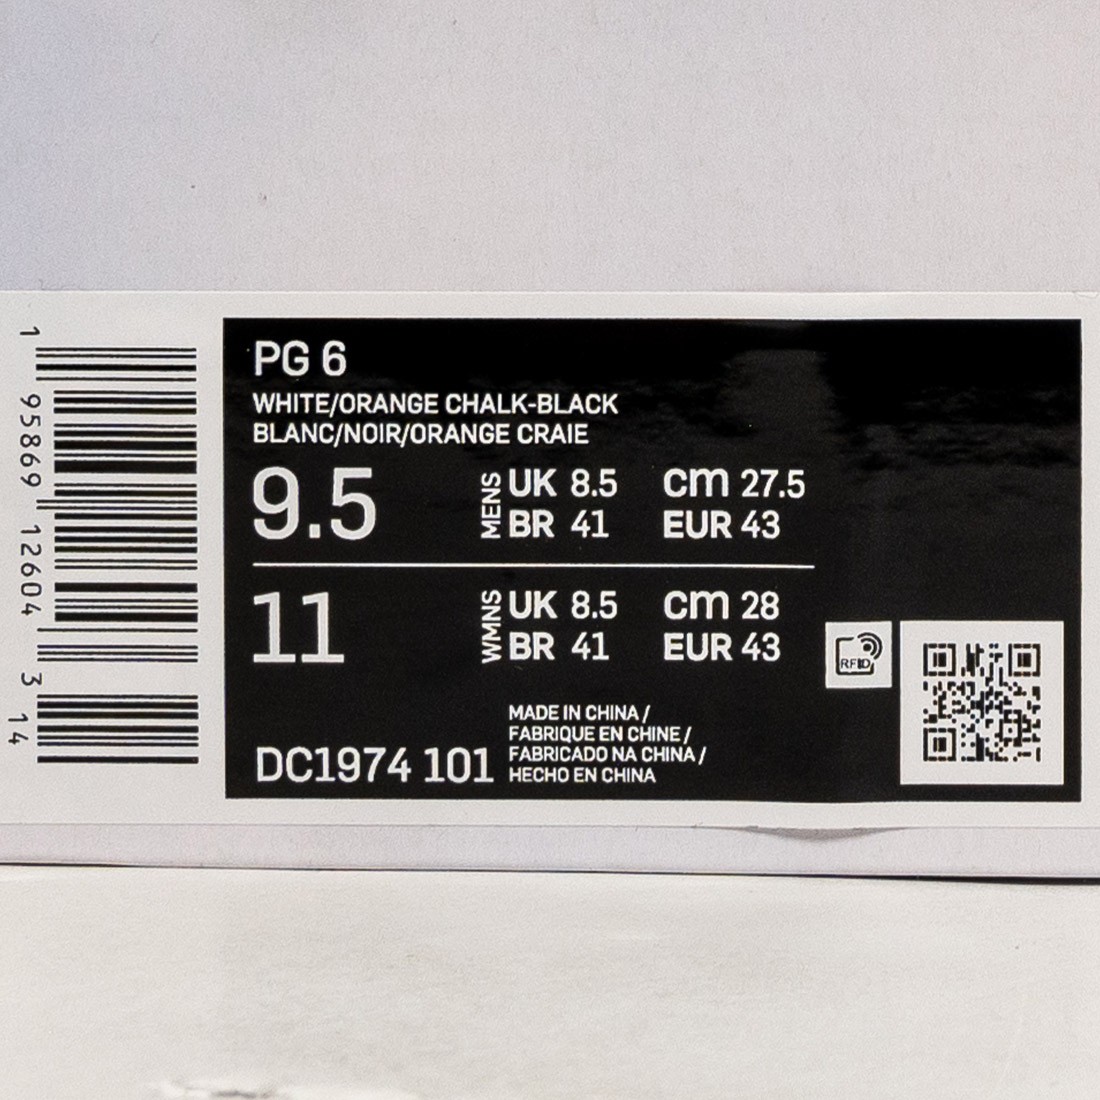 1 95869 12604 3 14
PG 6
WHITE/ORANGE CHALK-BLACK
BLANC/NOIR/ORANGE CRAIE
9.5 MENS UK 8.5 cm 27.5
BR 41 EUR 43
11 WMNS UK 8.5 cm 28
BR 41 EUR 43
RFID
MADE IN CHINA /
FABRIQUE EN CHINE /
FABRICADO NA CHINA /
DC1974 101 HECHO EN CHINA